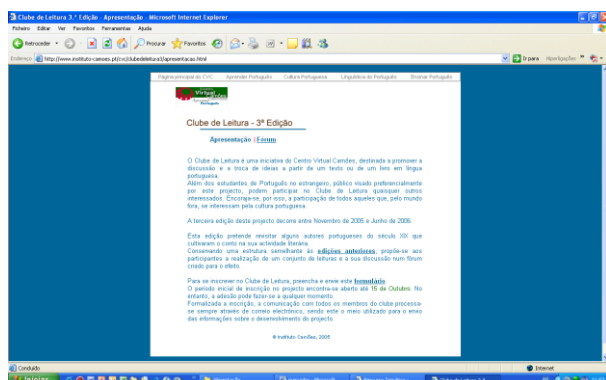 Clube de Leitura 3.ª Edição - Apresentação - Microsoft Internet Explorer
Ficheiro Editar Ver Favoritos Ferramentas Ajuda
Retroceder Procurar Favoritos
Endereço http://www.instituto-camoes.pt/cvc/clubedeleitura3/apresentacao.html Ir para Hiperligações
Página principal do CVC Aprender Português Cultura Portuguesa Linguística do Português Ensinar Português
Virtual
Clube de Leitura - 3ª Edição
Apresentação | Fórum
O Clube de Leitura é uma iniciativa do Centro Virtual Camões, destinada a promover a
discussão e a troca de ideias a partir de um texto ou de um livro em língua
portuguesa.
Além dos estudantes de Português no estrangeiro, público visado preferencialmente
por este projecto, podem participar no Clube de Leitura quaisquer outros
interessados. Encoraja-se, por isso, a participação de todos aqueles que, pelo mundo
fora, se interessam pela cultura portuguesa.
A terceira edição deste projecto decorre entre Novembro de 2005 e Junho de 2006.
Esta edição pretende revisitar alguns autores portugueses do século XIX que
cultivaram o conto na sua actividade literária.
Conservando uma estrutura semelhante às edições anteriores, propõe-se aos
participantes a realização de um conjunto de leituras e a sua discussão num fórum
criado para o efeito.
Para se inscrever no Clube de Leitura, preencha e envie este formulário.
O período inicial de inscrição no projecto encontra-se aberto até 15 de Outubro. No
entanto, a adesão pode fazer-se a qualquer momento.
Formalizada a inscrição, a comunicação com todos os membros do clube processa-
se sempre através de correio electrónico, sendo este o meio utilizado para o envio
das informações sobre o desenvolvimento do projecto.
© Instituto Camões, 2005
Concluído Internet